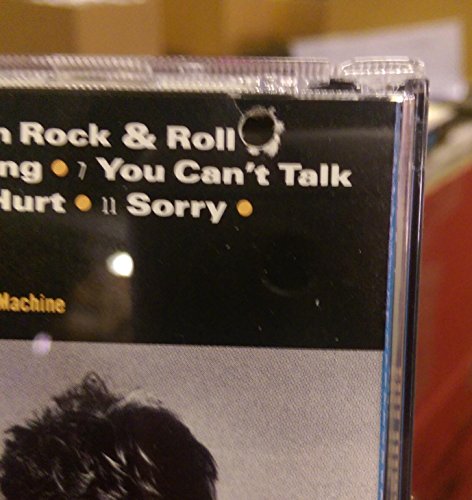 n Rock & Roll
ng • 7 You Can't Talk
Hurt • 11 Sorry •
Machine